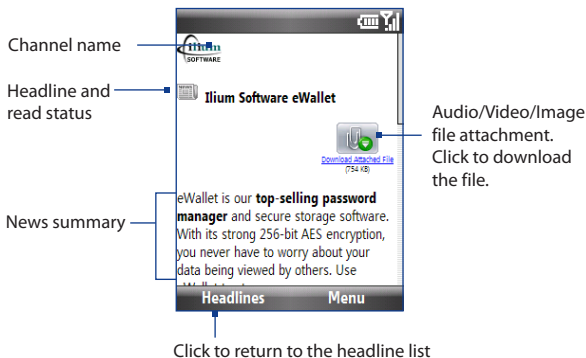 Channel name
ilium
SOFTWARE
Headline and
read status
Ilium Software eWallet
Audio/Video/Image
file attachment.
Click to download
the file.
Download Attached File
(754 KB)
News summary
eWallet is our top-selling password
manager and secure storage software.
With its strong 256-bit AES encryption,
you never have to worry about your
data being viewed by others. Use
Headlines
Menu
Click to return to the headline list